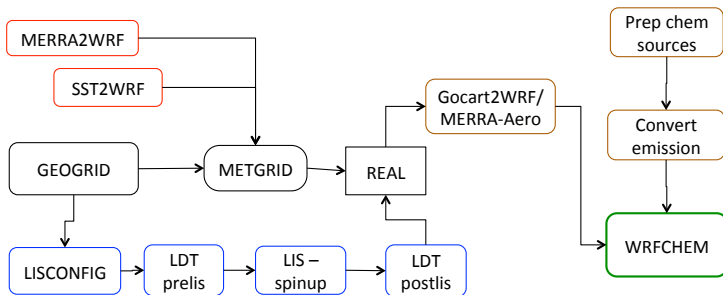 MERRA2WRF
SST2WRF
Prep chem
sources
Gocart2WRF/
MERRA-Aero
Convert
emission
GEOGRID
METGRID
REAL
WRFCHEM
LISCONFIG
LDT
prelis
LIS –
spinup
LDT
postlis